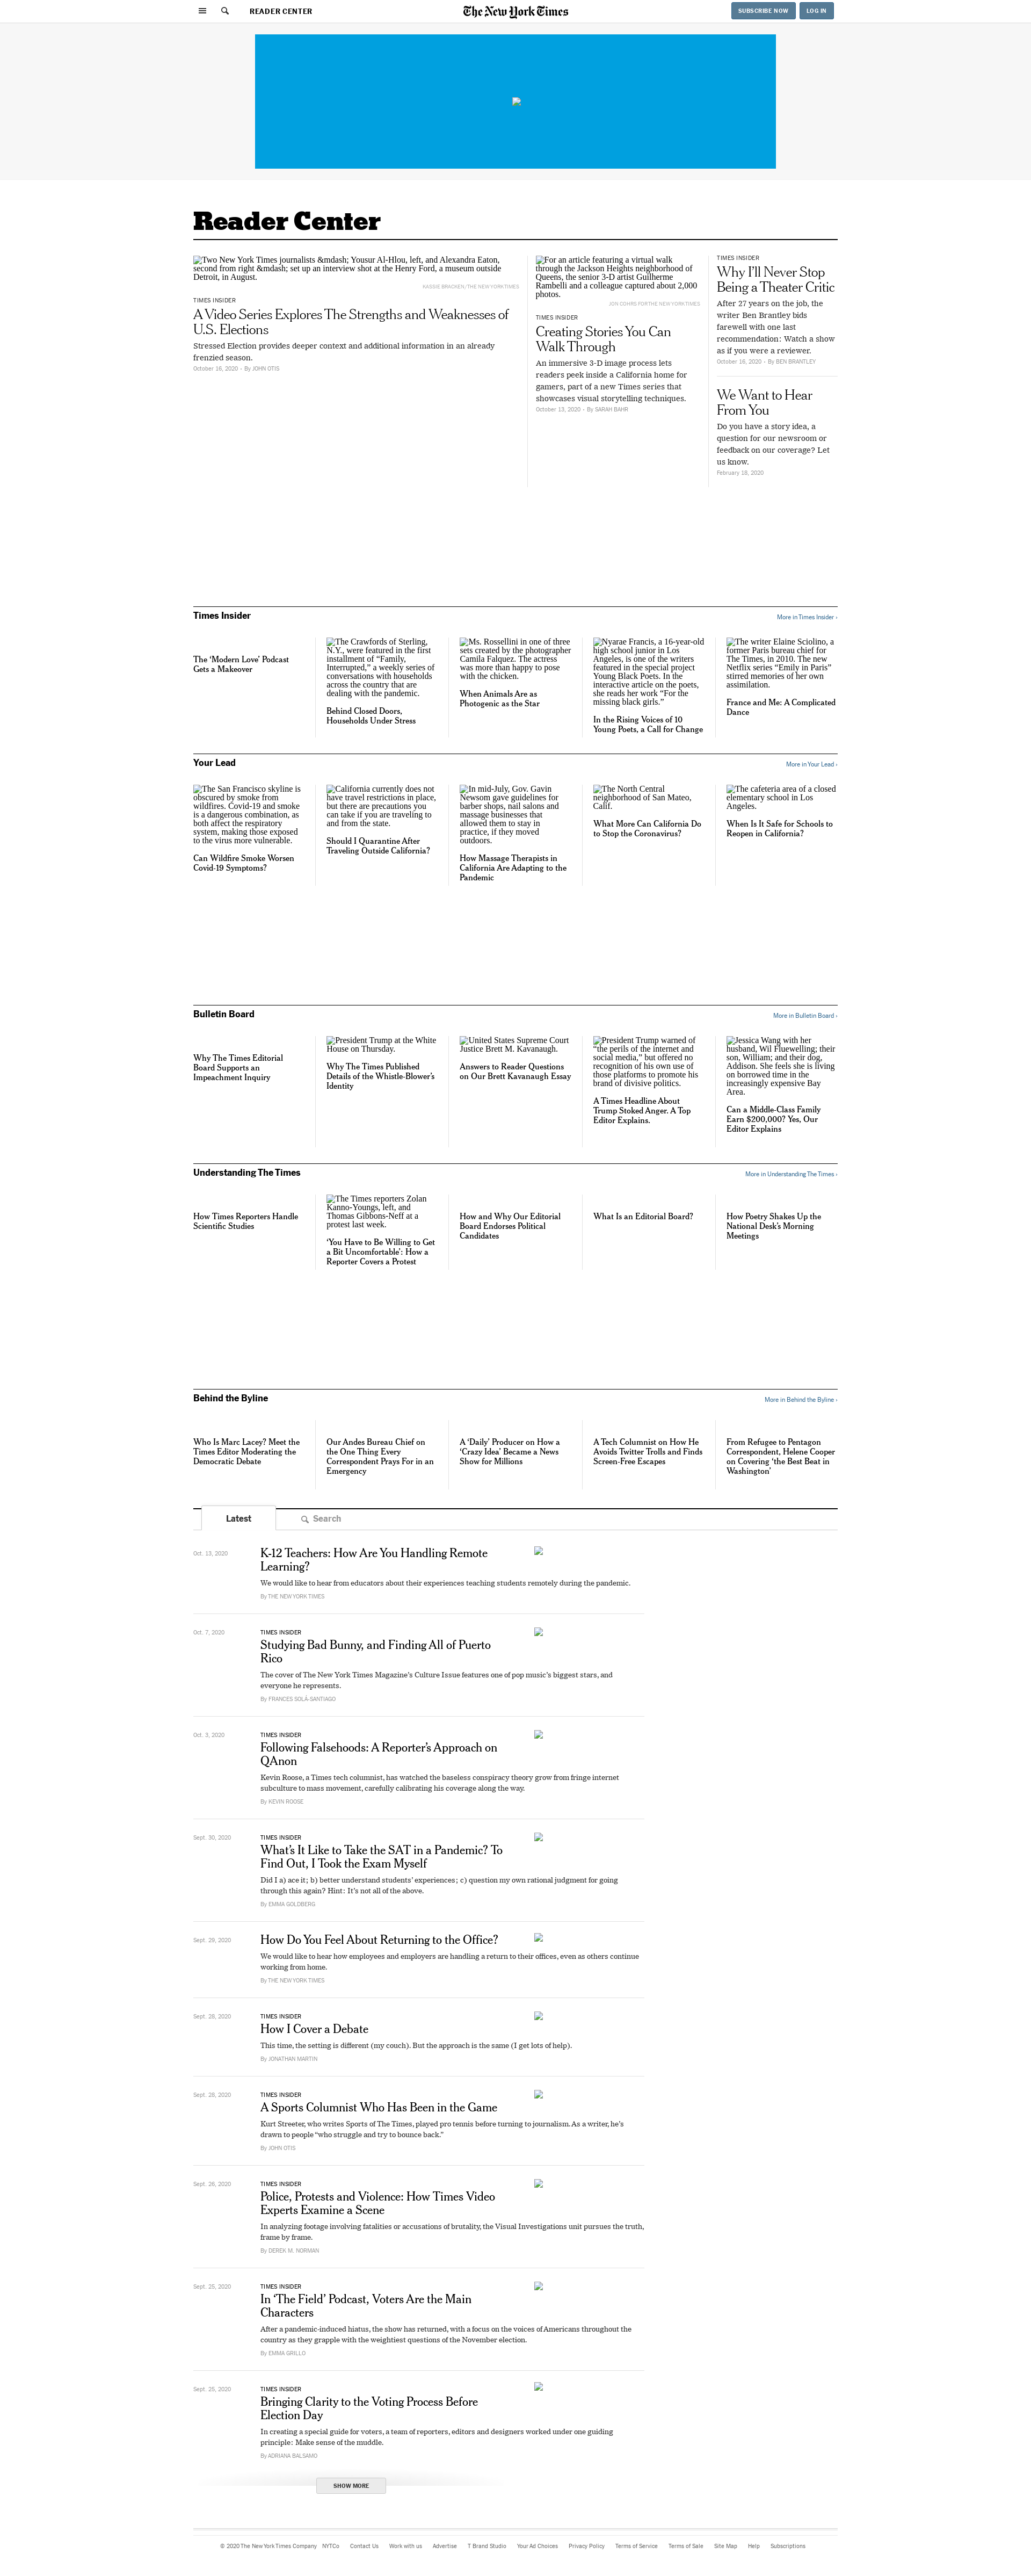 READER CENTER
The New York Times
SUBSCRIBE NOW
LOG IN
Reader Center
Two New York Times journalists &mdash; Yousur Al-Hlou, left, and Alexandra Eaton,
second from right &mdash; set up an interview shot at the Henry Ford, a museum outside
Detroit, in August.
KASSIE BRACKEN/THE NEW YORK TIMES
TIMES INSIDER
A Video Series Explores The Strengths and Weaknesses of
U.S. Elections
Stressed Election provides deeper context and additional information in an already
frenzied season.
October 16, 2020 - By JOHN OTIS
For an article featuring a virtual walk
through the Jackson Heights neighborhood of
Queens, the senior 3-D artist Guilherme
Rambelli and a colleague captured about 2,000
photos.
JON SOHRS FOR THE NEW YORK TIMES
TIMES INSIDER
Creating Stories You Can
Walk Through
An immersive 3-D image process lets
readers peek inside a California home for
gamers, part of a new Times series that
showcases visual storytelling techniques.
October 13, 2020 - By SARAH BAHR
TIMES INSIDER
Why I’ll Never Stop
Being a Theater Critic
After 27 years on the job, the
writer Ben Brantley bids
farewell with one last
recommendation: Watch a show
as if you were a reviewer.
October 16, 2020 - By BEN BRANTLEY
We Want to Hear
From You
Do you have a story idea, a
question for our newsroom or
feedback on our coverage? Let
us know.
February 18, 2020
Times Insider
More in Times Insider ›
The ‘Modern Love’ Podcast
Gets a Makeover
The Crawfords of Sterling,
N.Y., were featured in the first
installment of “Family,
Interrupted,” a weekly series of
conversations with households
across the country that are
dealing with the pandemic.
Behind Closed Doors,
Households Under Stress
Ms. Rossellini in one of three
sets created by the photographer
Camila Falquez. The actress
was more than happy to pose
with the chicken.
When Animals Are as
Photogenic as the Star
Nyarae Francis, a 16-year-old
high school junior in Los
Angeles, is one of the writers
featured in the special project
Young Black Poets. In the
interactive article on the poets,
she reads her work “For the
missing black girls.”
In the Rising Voices of 10
Young Poets, a Call for Change
The writer Elaine Sciolino, a
former Paris bureau chief for
The Times, in 2010. The new
Netflix series “Emily in Paris”
stirred memories of her own
assimilation.
France and Me: A Complicated
Dance
Your Lead
More in Your Lead ›
The San Francisco skyline is
obscured by smoke from
wildfires. Covid-19 and smoke
is a dangerous combination, as
both affect the respiratory
system, making those exposed
to the virus more vulnerable.
Can Wildfire Smoke Worsen
Covid-19 Symptoms?
California currently does not
have travel restrictions in place,
but there are precautions you
can take if you are traveling to
and from the state.
Should I Quarantine After
Traveling Outside California?
In mid-July, Gov. Gavin
Newsom gave guidelines for
barber shops, nail salons and
massage businesses that
allowed them to stay in
practice, if they moved
outdoors.
How Massage Therapists in
California Are Adapting to the
Pandemic
The North Central
neighborhood of San Mateo,
Calif.
What More Can California Do
to Stop the Coronavirus?
The cafeteria area of a closed
elementary school in Los
Angeles.
When Is It Safe for Schools to
Reopen in California?
Bulletin Board
More in Bulletin Board ›
Why The Times Editorial
Board Supports an
Impeachment Inquiry
President Trump at the White
House on Thursday.
Why The Times Published
Details of the Whistle-Blower’s
Identity
United States Supreme Court
Justice Brett M. Kavanaugh.
Answers to Reader Questions
on Our Brett Kavanaugh Essay
President Trump warned of
“the perils of the internet and
social media,” but offered no
recognition of his own use of
those platforms to promote his
brand of divisive politics.
A Times Headline About
Trump Stoked Anger. A Top
Editor Explains.
Jessica Wang with her
husband, Wil Fluewelling; their
son, William; and their dog,
Addison. She feels she is living
on borrowed time in the
increasingly expensive Bay
Area.
Can a Middle-Class Family
Earn $200,000? Yes, Our
Editor Explains
Understanding The Times
More in Understanding The Times ›
How Times Reporters Handle
Scientific Studies
The Times reporters Zolan
Kanno-Youngs, left, and
Thomas Gibbons-Neff at a
protest last week.
‘You Have to Be Willing to Get
a Bit Uncomfortable’: How a
Reporter Covers a Protest
How and Why Our Editorial
Board Endorses Political
Candidates
What Is an Editorial Board?
How Poetry Shakes Up the
National Desk’s Morning
Meetings
Behind the Byline
More in Behind the Byline ›
Who Is Marc Lacey? Meet the
Times Editor Moderating the
Democratic Debate
Our Andes Bureau Chief on
the One Thing Every
Correspondent Prays For in an
Emergency
A ‘Daily’ Producer on How a
‘Crazy Idea’ Became a News
Show for Millions
A Tech Columnist on How He
Avoids Twitter Trolls and Finds
Screen-Free Escapes
From Refugee to Pentagon
Correspondent, Helene Cooper
on Covering ‘the Best Beat in
Washington’
Latest
Search
Oct. 13, 2020
K-12 Teachers: How Are You Handling Remote
Learning?
We would like to hear from educators about their experiences teaching students remotely during the pandemic.
By THE NEW YORK TIMES
Oct. 7, 2020
TIMES INSIDER
Studying Bad Bunny, and Finding All of Puerto
Rico
The cover of The New York Times Magazine’s Culture Issue features one of pop music’s biggest stars, and
everyone he represents.
By FRANCES SOLÁ-SANTIAGO
Oct. 3, 2020
TIMES INSIDER
Following Falsehoods: A Reporter’s Approach on
QAnon
Kevin Roose, a Times tech columnist, has watched the baseless conspiracy theory grow from fringe internet
subculture to mass movement, carefully calibrating his coverage along the way.
By KEVIN ROOSE
Sept. 30, 2020
TIMES INSIDER
What’s It Like to Take the SAT in a Pandemic? To
Find Out, I Took the Exam Myself
Did I a) ace it; b) better understand students’ experiences; c) question my own rational judgment for going
through this again? Hint: It’s not all of the above.
By EMMA GOLDBERG
Sept. 29, 2020
How Do You Feel About Returning to the Office?
We would like to hear how employees and employers are handling a return to their offices, even as others continue
working from home.
By THE NEW YORK TIMES
Sept. 28, 2020
TIMES INSIDER
How I Cover a Debate
This time, the setting is different (my couch). But the approach is the same (I get lots of help).
By JONATHAN MARTIN
Sept. 28, 2020
TIMES INSIDER
A Sports Columnist Who Has Been in the Game
Kurt Streeter, who writes Sports of The Times, played pro tennis before turning to journalism. As a writer, he’s
drawn to people “who struggle and try to bounce back.”
By JOHN OTIS
Sept. 26, 2020
TIMES INSIDER
Police, Protests and Violence: How Times Video
Experts Examine a Scene
In analyzing footage involving fatalities or accusations of brutality, the Visual Investigations unit pursues the truth,
frame by frame.
By DEREK M. NORMAN
Sept. 25, 2020
TIMES INSIDER
In ‘The Field’ Podcast, Voters Are the Main
Characters
After a pandemic-induced hiatus, the show has returned, with a focus on the voices of Americans throughout the
country as they grapple with the weightiest questions of the November election.
By EMMA GRILLO
Sept. 25, 2020
TIMES INSIDER
Bringing Clarity to the Voting Process Before
Election Day
In creating a special guide for voters, a team of reporters, editors and designers worked under one guiding
principle: Make sense of the muddle.
By ADRIANA BALSAMO
SHOW MORE
© 2020 The New York Times Company NYTCo Contact Us Work with us Advertise T Brand Studio Your Ad Choices Privacy Policy Terms of Service Terms of Sale Site Map Help Subscriptions